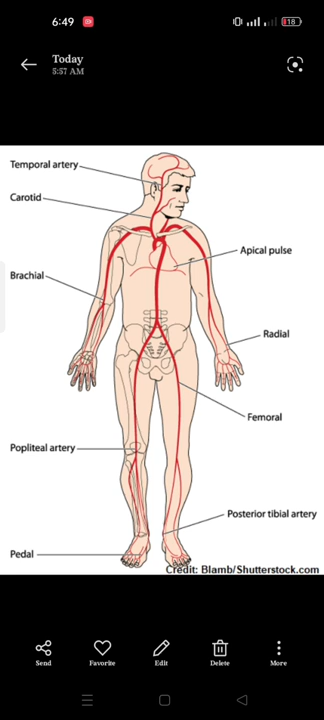 6:49
18
Today
5:57 AM
Temporal artery
Carotid
Apical pulse
Brachial
Radial
Femoral
Popliteal artery
Posterior tibial artery
Pedal
Credit: Blamb/Shutterstock.com
Send
Favorite
Edit
Delete
More